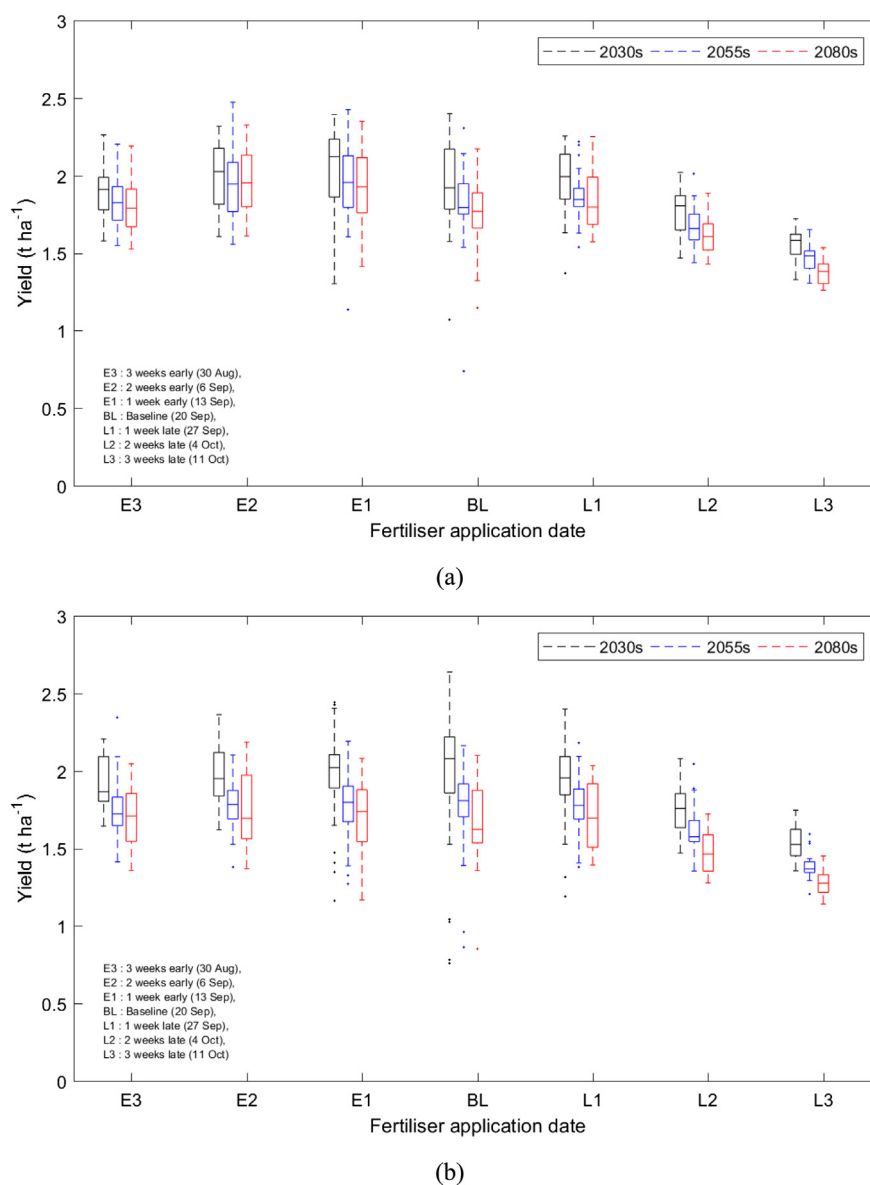 3
2030s 2055s 2080s
2.5
2
1.5
1
0.5
0
Yield (t ha-1)
E3 : 3 weeks early (30 Aug),
E2 : 2 weeks early (6 Sep),
E1 : 1 week early (13 Sep),
BL : Baseline (20 Sep),
L1 : 1 week late (27 Sep),
L2 : 2 weeks late (4 Oct),
L3 : 3 weeks late (11 Oct)
E3 E2 E1 BL L1 L2 L3
Fertiliser application date
(a)
3
2030s 2055s 2080s
2.5
2
1.5
1
0.5
0
Yield (t ha-1)
E3 : 3 weeks early (30 Aug),
E2 : 2 weeks early (6 Sep),
E1 : 1 week early (13 Sep),
BL : Baseline (20 Sep),
L1 : 1 week late (27 Sep),
L2 : 2 weeks late (4 Oct),
L3 : 3 weeks late (11 Oct)
E3 E2 E1 BL L1 L2 L3
Fertiliser application date
(b)